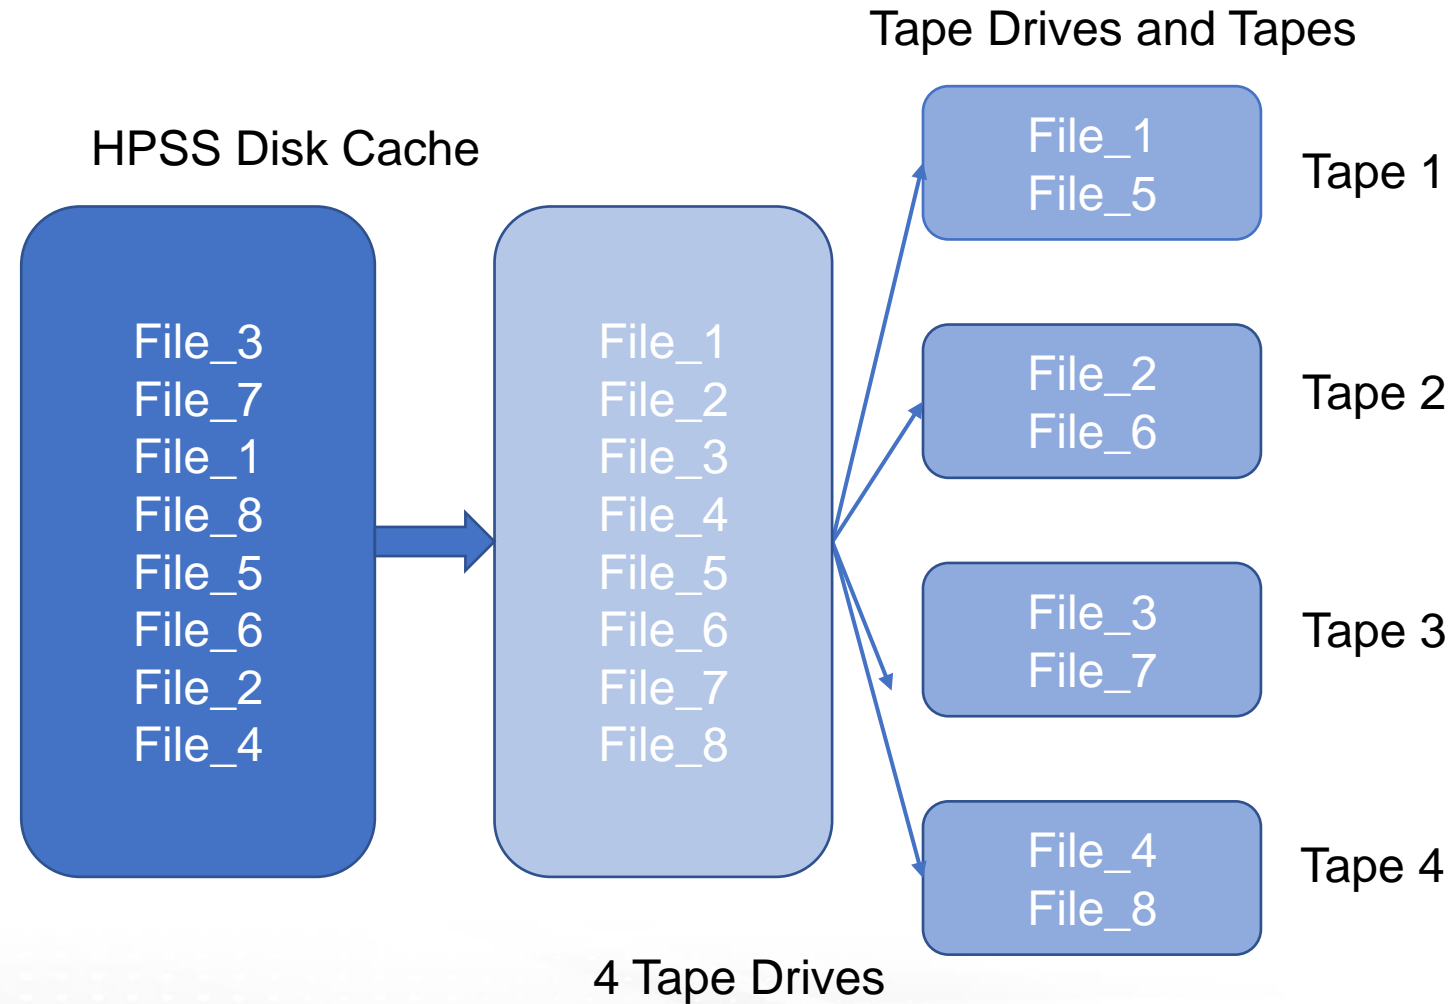 Tape Drives and Tapes
HPSS Disk Cache
File_3
File_7
File_1
File_8
File_5
File_6
File_2
File_4
File_1
File_2
File_3
File_4
File_5
File_6
File_7
File_8
File_1
File_5
Tape 1
File_2
File_6
Tape 2
File_3
File_7
Tape 3
File_4
File_8
Tape 4
4 Tape Drives